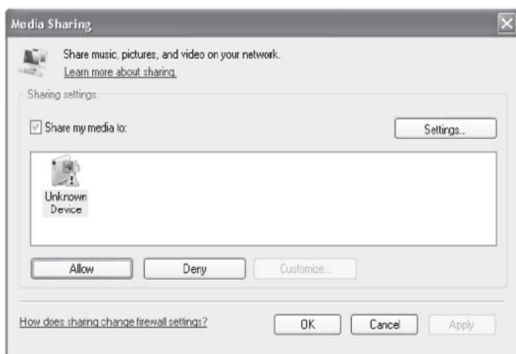 Media Sharing
Share music, pictures, and video on your network.
Learn more about sharing.
Sharing settings
Share my media to:
Settings...
Unknown
Device
Allow
Deny
Customize...
How does sharing change firewall settings?
OK
Cancel
Apply